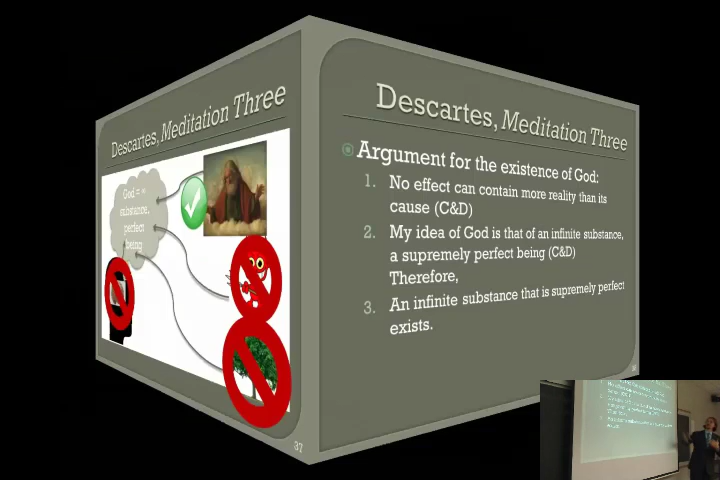 Descartes, Meditation Three
God = ∞
substance,
perfect
being
37
Descartes, Meditation Three
Argument for the existence of God:
1. No effect can contain more reality than its
cause (C&D)
2. My idea of God is that of an infinite substance,
a supremely perfect being (C&D)
Therefore,
3. An infinite substance that is supremely perfect
exists.